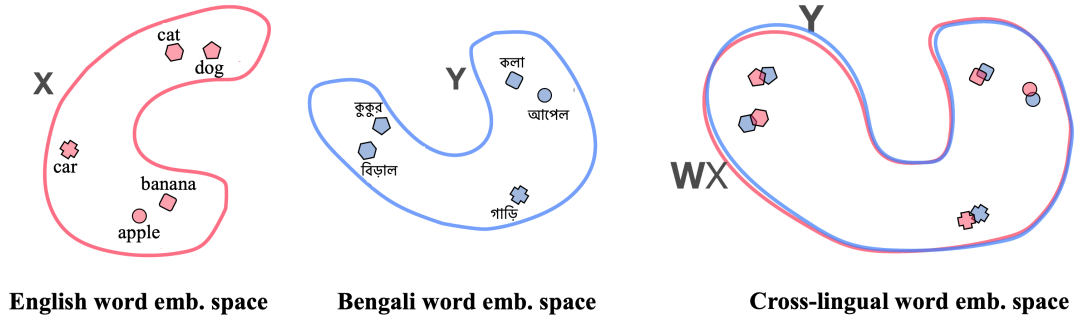 X
cat
dog
car
banana
apple
English word emb. space
Y
কলা
আপেল
কুকুর
বিড়াল
গাড়ি
Bengali word emb. space
Y
WX
Cross-lingual word emb. space